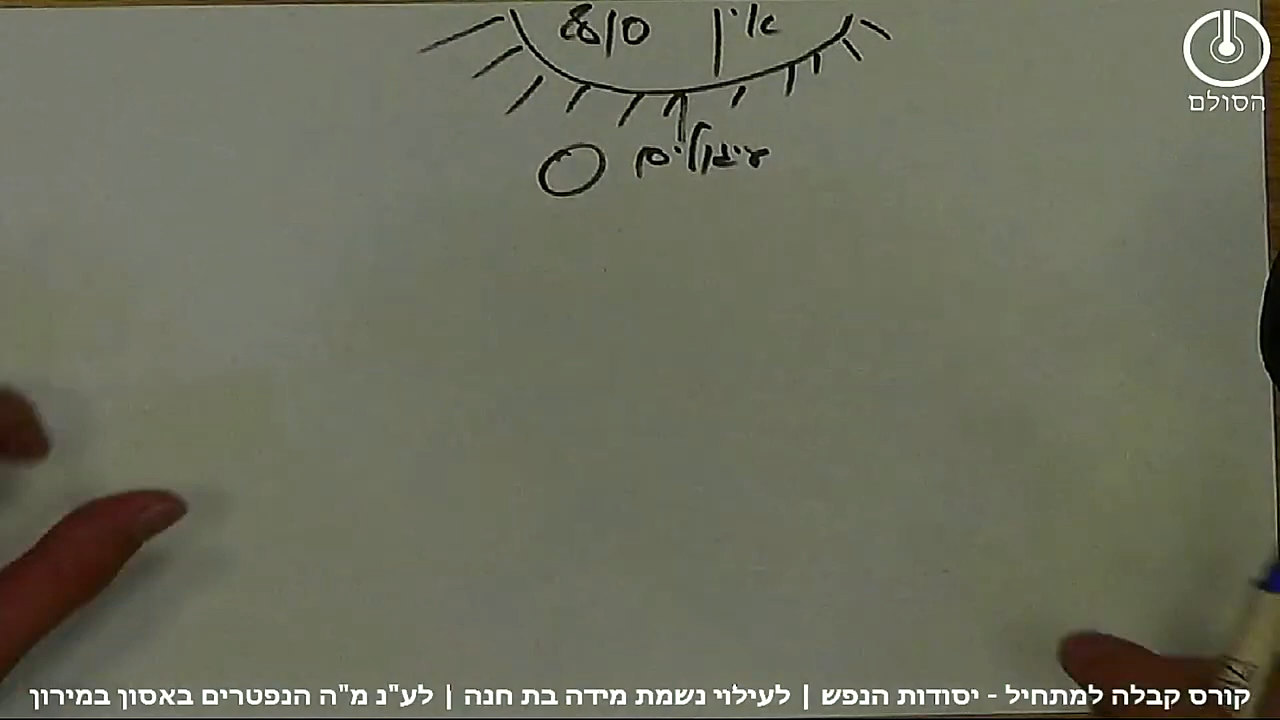 אין סוף
עיגולים
הסולם
קורס קבלה למתחיל - יסודות הנפש | לעילוי נשמת מידה בת חנה | לע"נ מ"ה הנפטרים באסון במירון